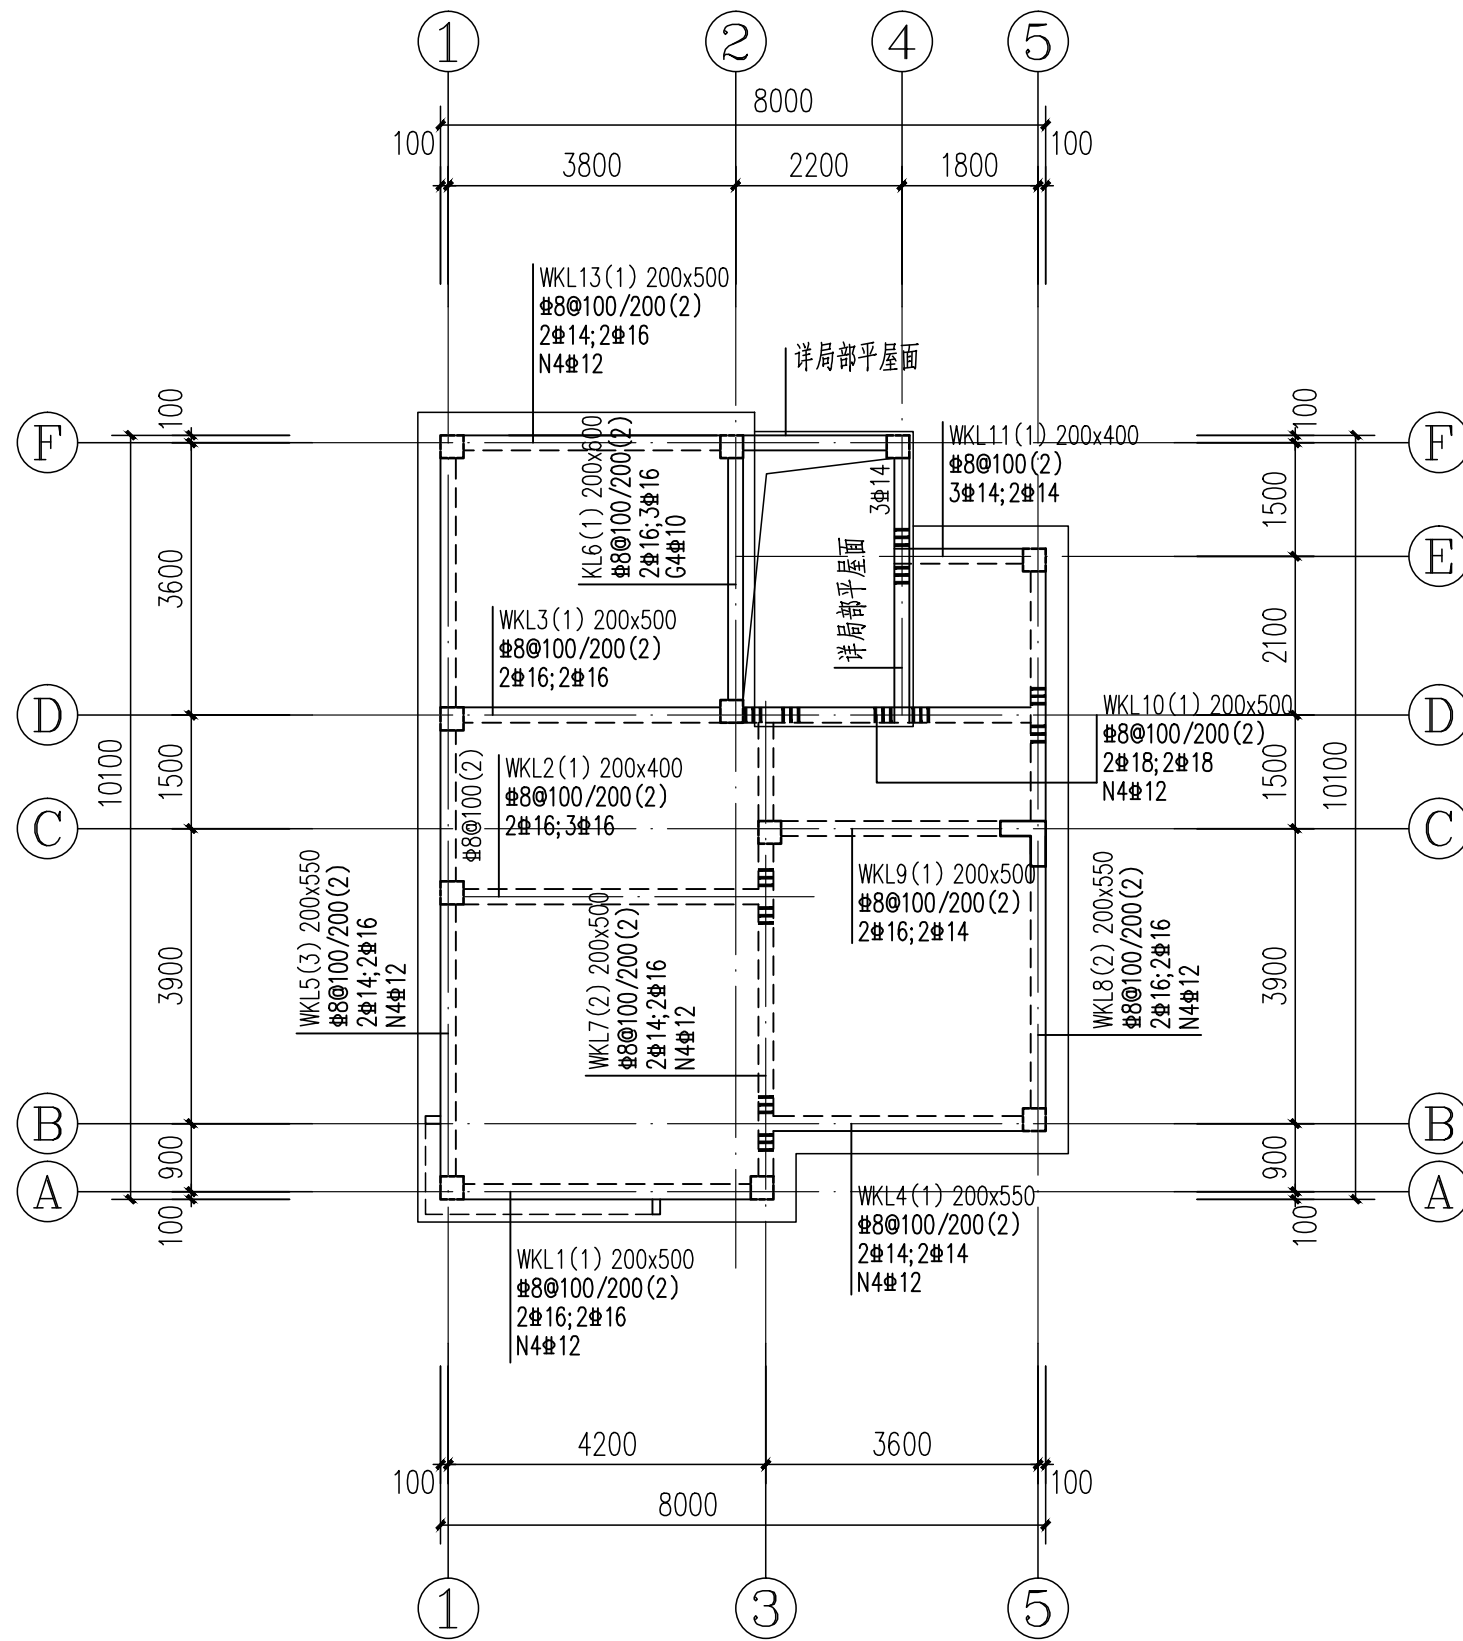 1
2
4
5
8000
100
100
3800
2200
1800
WKL13(1) 200x500
⌀8@100/200(2)
2⌀14;2⌀16
N4⌀12
详局部平屋面
100
100
F
F
KL6(1) 200x600
⌀8@100/200(2)
2⌀16;3⌀16
G4⌀10
3⌀14
WKL11(1) 200x400
⌀8@100(2)
3⌀14;2⌀14
1500
E
3600
详局部平屋面
WKL3(1) 200x500
⌀8@100/200(2)
2⌀16;2⌀16
2100
D
D
WKL10(1) 200x500
⌀8@100/200(2)
2⌀18;2⌀18
N4⌀12
10100
1500
⌀8@100(2)
WKL2(1) 200x400
⌀8@100/200(2)
2⌀16;3⌀16
1500
10100
C
C
WKL5(3) 200x550
⌀8@100/200(2)
2⌀14;2⌀16
N4⌀12
WKL9(1) 200x500
⌀8@100/200(2)
2⌀16;2⌀14
WKL7(2) 200x500
⌀8@100/200(2)
2⌀14;2⌀16
N4⌀12
WKL8(2) 200x550
⌀8@100/200(2)
2⌀16;2⌀16
N4⌀12
3900
3900
B
B
900
900
A
A
100
100
WKL4(1) 200x550
⌀8@100/200(2)
2⌀14;2⌀14
N4⌀12
WKL1(1) 200x500
⌀8@100/200(2)
2⌀16;2⌀16
N4⌀12
4200
3600
100
100
8000
1
3
5